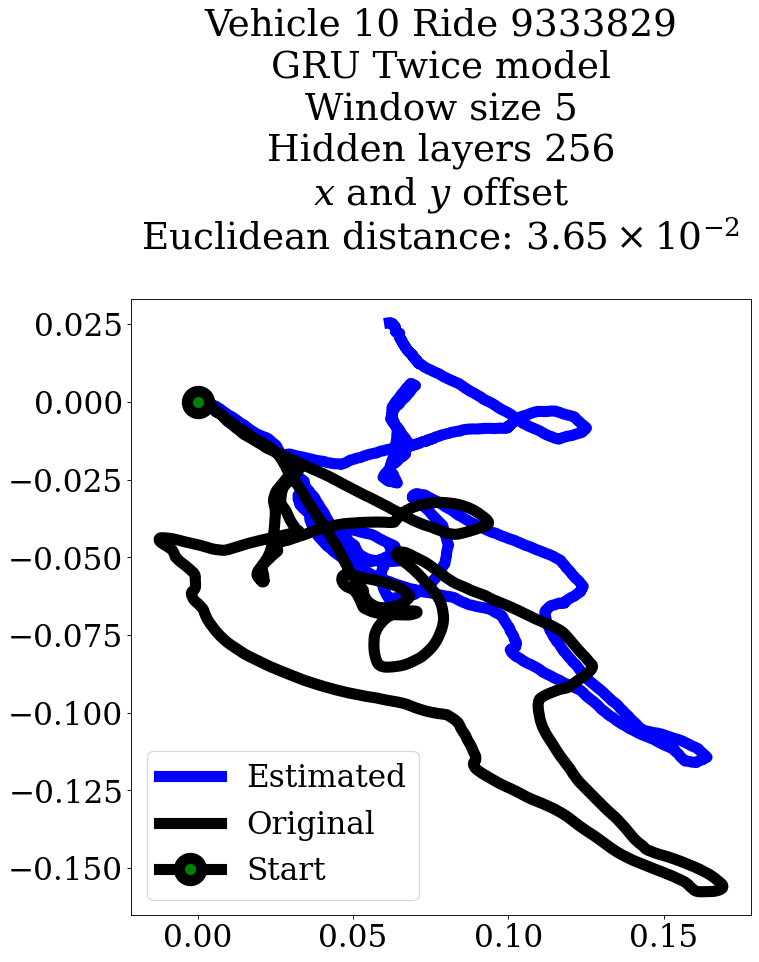 Vehicle 10 Ride 9333829
GRU Twice model
Window size 5
Hidden layers 256
x and y offset
Euclidean distance: 3.65 × 10⁻²
0.025
0.000
−0.025
−0.050
−0.075
−0.100
−0.125
−0.150
Estimated
Original
Start
0.00 0.05 0.10 0.15